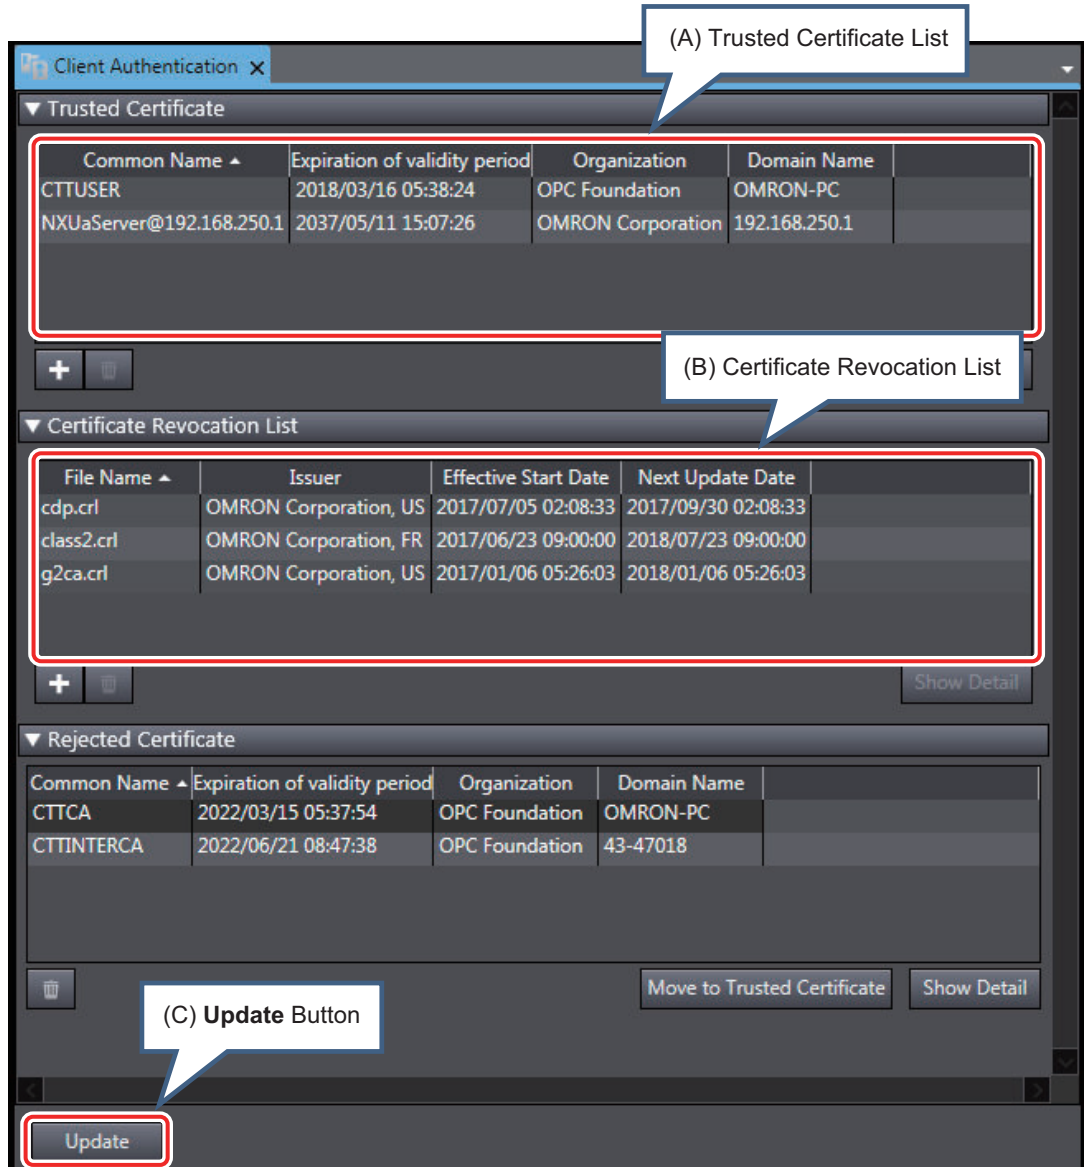 (A) Trusted Certificate List
Client Authentication
Trusted Certificate
Common Name Expiration of validity period Organization Domain Name
CTTUSER 2018/03/16 05:38:24 OPC Foundation OMRON-PC
NXUaServer@192.168.250.1 2037/05/11 15:07:26 OMRON Corporation 192.168.250.1
(B) Certificate Revocation List
Certificate Revocation List
File Name Issuer Effective Start Date Next Update Date
cdp.crl OMRON Corporation, US 2017/07/05 02:08:33 2017/09/30 02:08:33
class2.crl OMRON Corporation, FR 2017/06/23 09:00:00 2018/07/23 09:00:00
g2ca.crl OMRON Corporation, US 2017/01/06 05:26:03 2018/01/06 05:26:03
Show Detail
Rejected Certificate
Common Name Expiration of validity period Organization Domain Name
CTTCA 2022/03/15 05:37:54 OPC Foundation OMRON-PC
CTTINTERCA 2022/06/21 08:47:38 OPC Foundation 43-47018
Move to Trusted Certificate Show Detail
(C) Update Button
Update